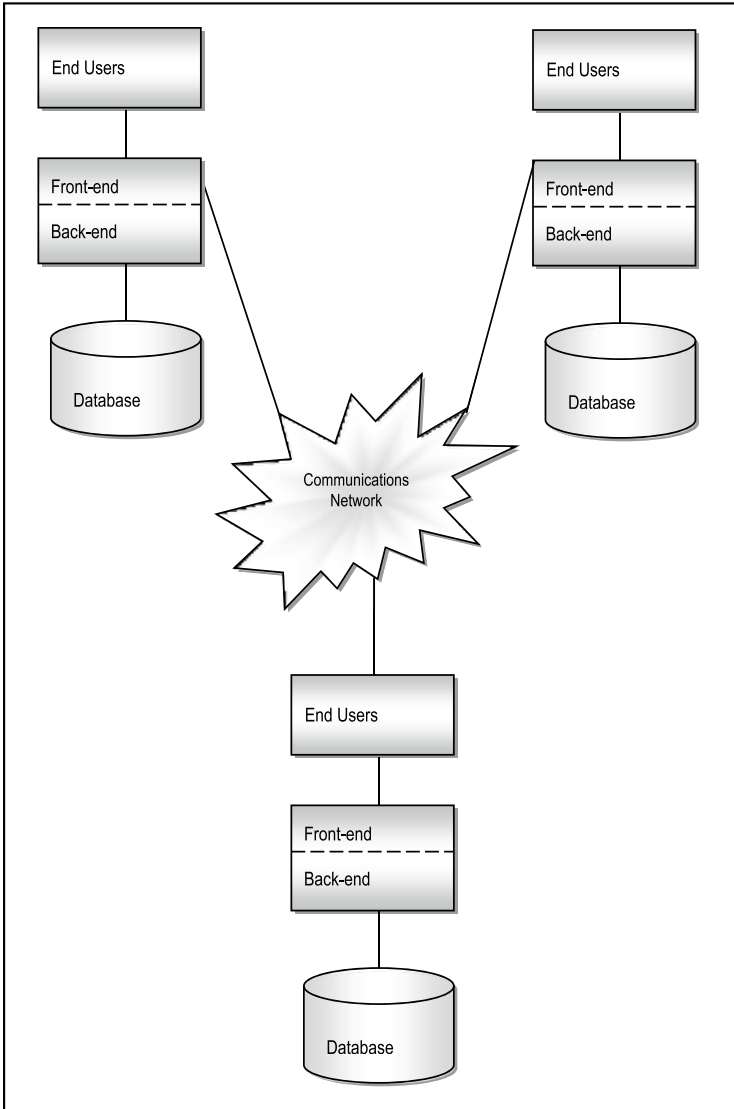 End Users
Front-end
Back-end
Database
End Users
Front-end
Back-end
Database
Communications
Network
End Users
Front-end
Back-end
Database